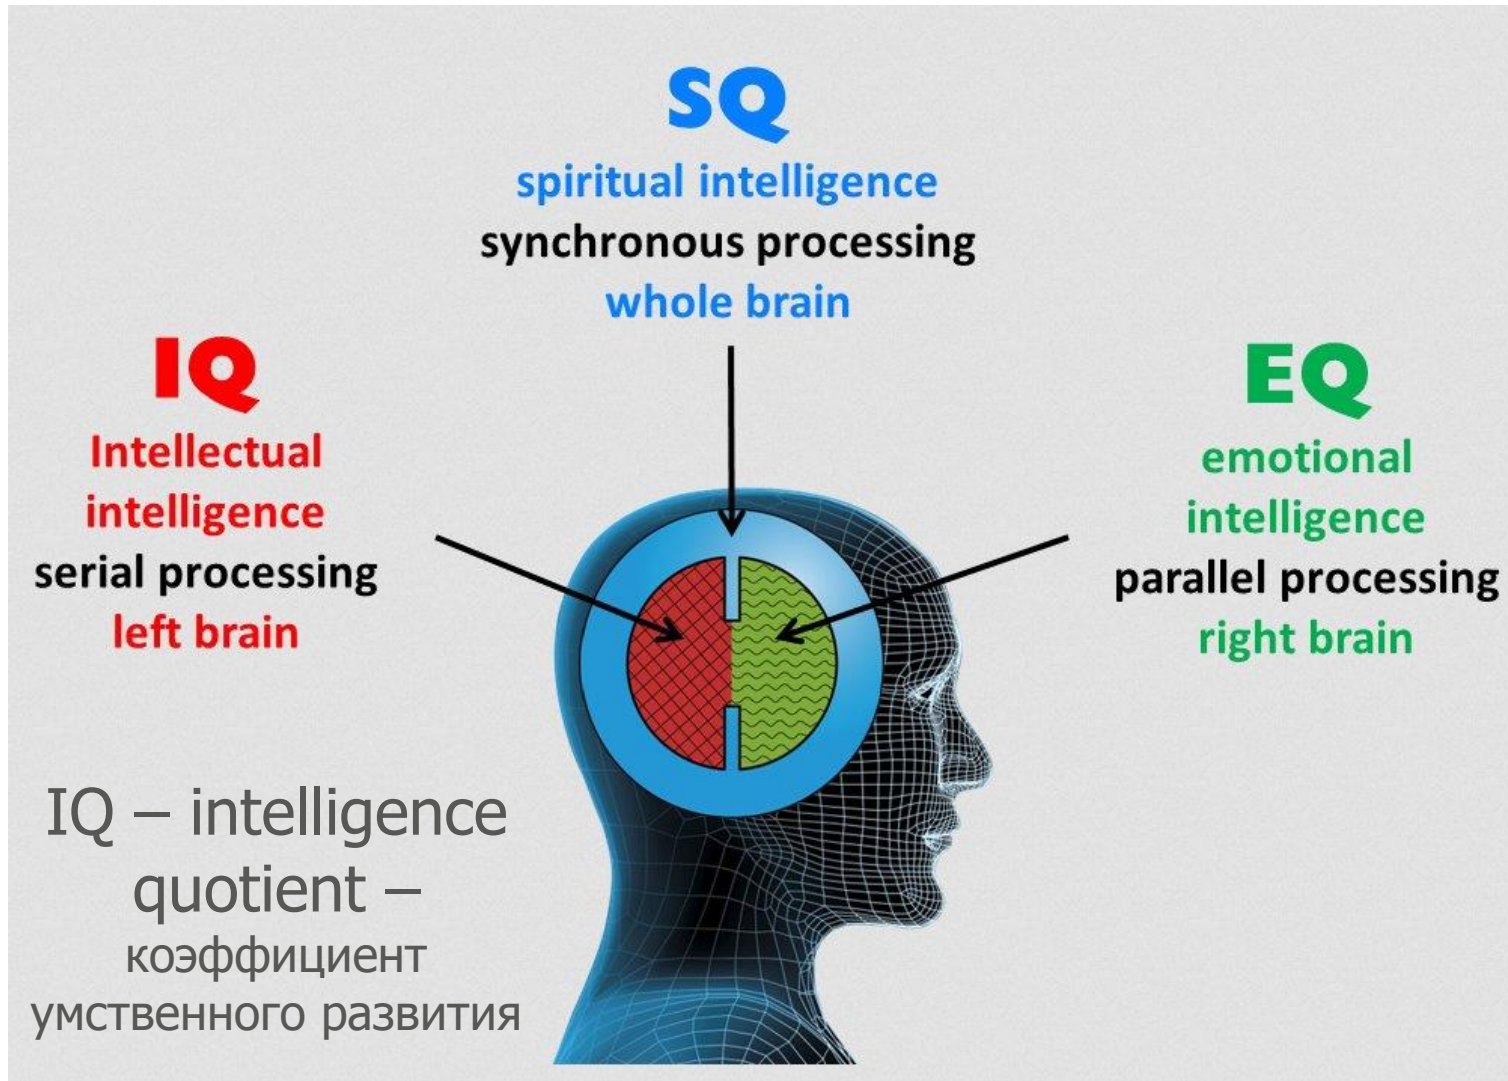 SQ
spiritual intelligence
synchronous processing
whole brain
IQ
Intellectual
intelligence
serial processing
left brain
EQ
emotional
intelligence
parallel processing
right brain
IQ – intelligence
quotient –
коэффициент
умственного развития